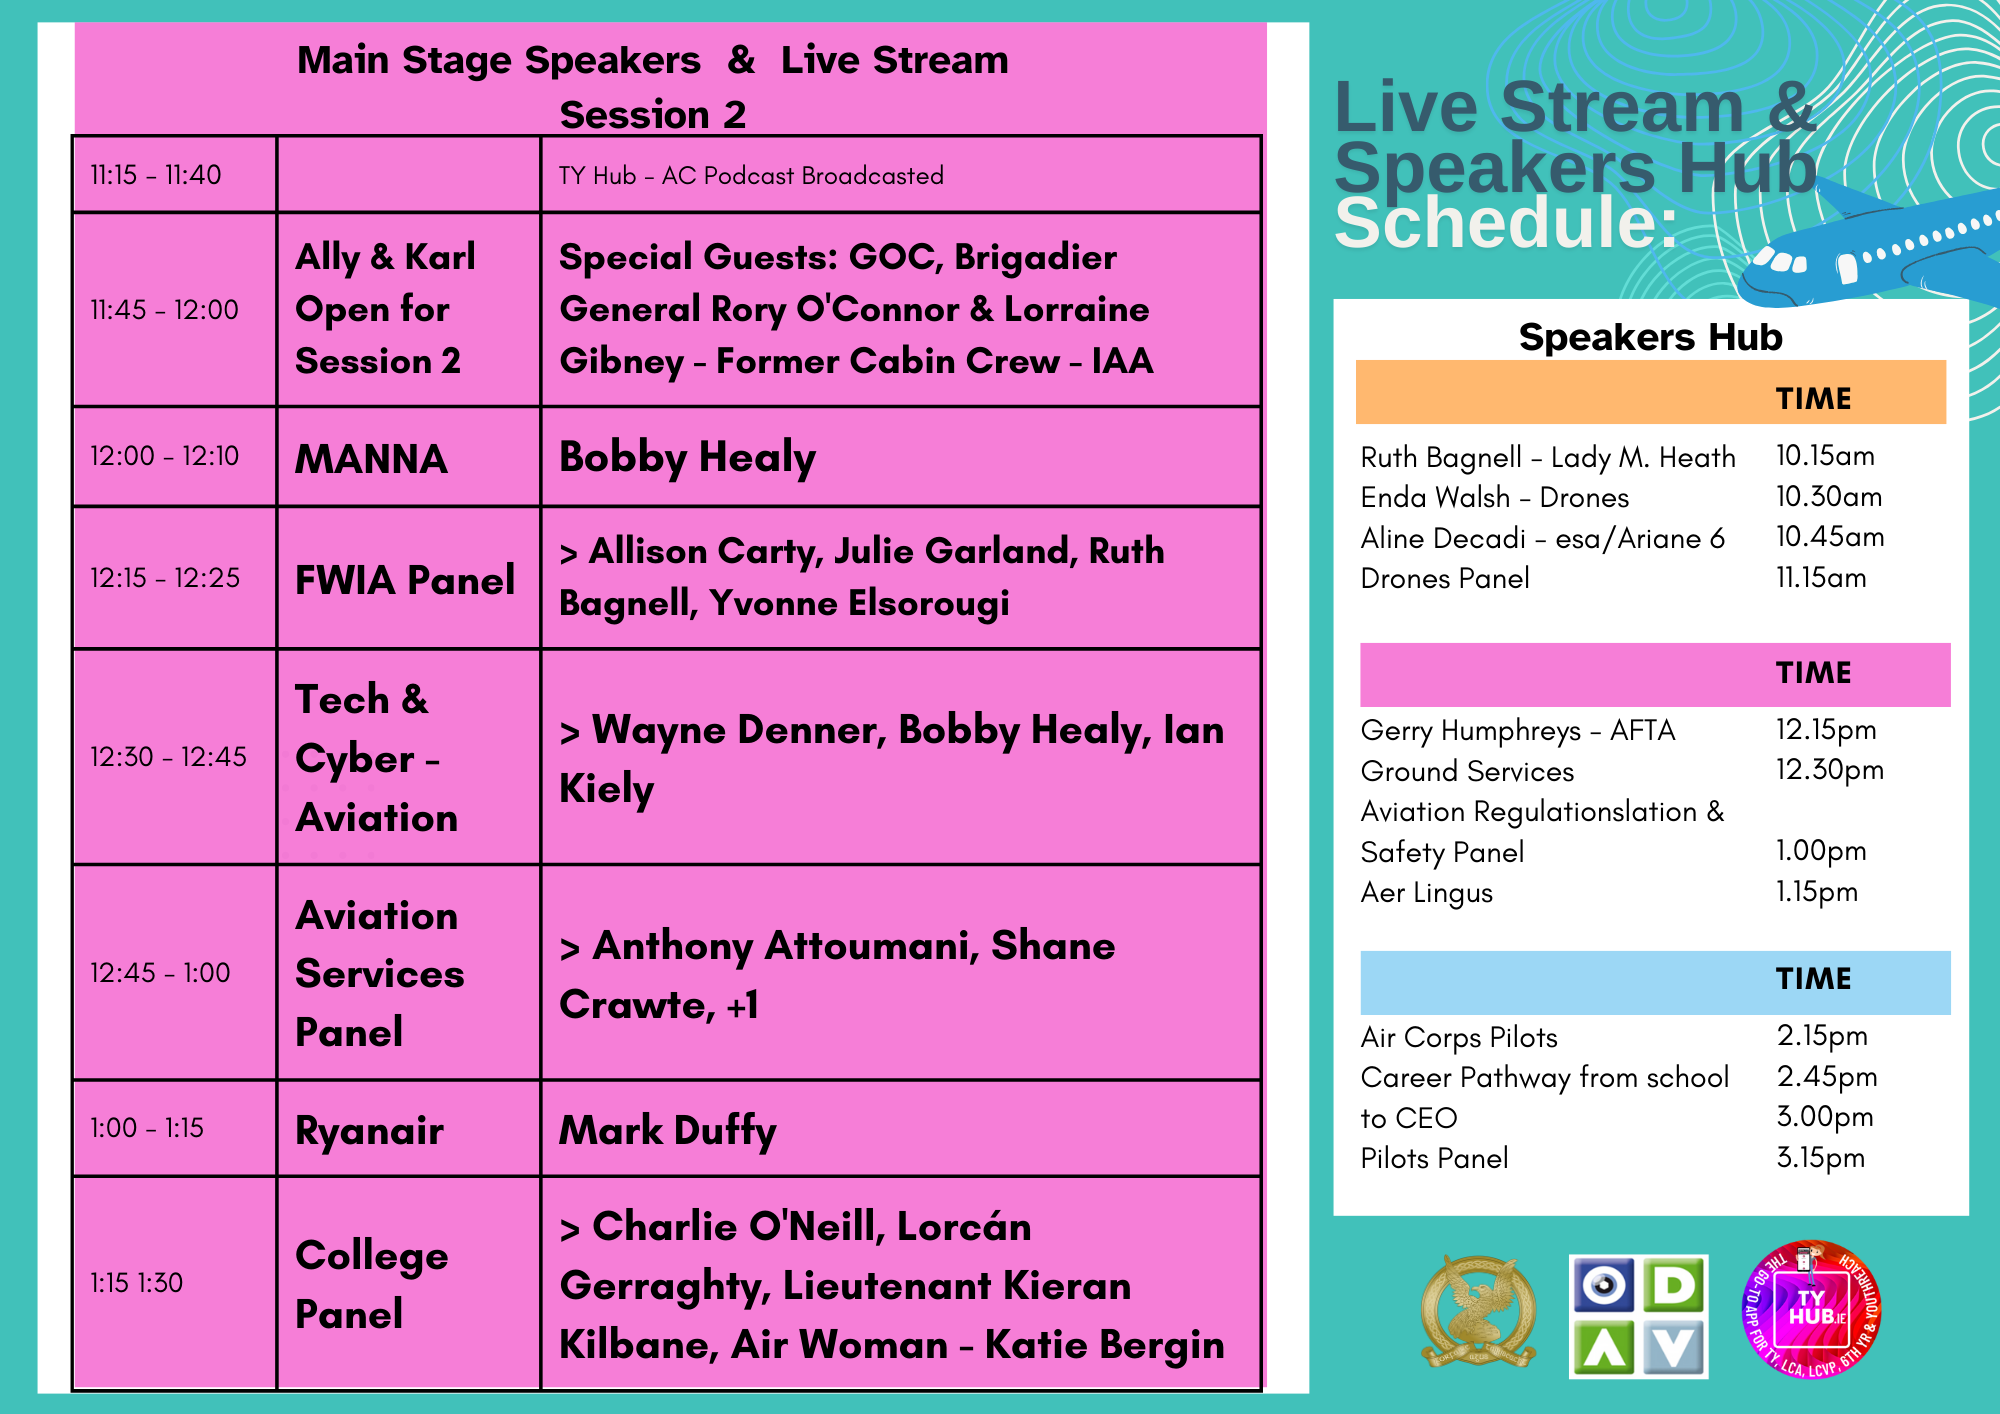 Main Stage Speakers & Live Stream
Session 2
11:15 - 11:40
TY Hub - AC Podcast Broadcasted
11:45 - 12:00
Ally & Karl
Open for
Session 2
Special Guests: GOC, Brigadier
General Rory O'Connor & Lorraine
Gibney - Former Cabin Crew - IAA
12:00 - 12:10
MANNA
Bobby Healy
12:15 - 12:25
FWIA Panel
> Allison Carty, Julie Garland, Ruth
Bagnell, Yvonne Elsorougi
12:30 - 12:45
Tech &
Cyber -
Aviation
> Wayne Denner, Bobby Healy, Ian
Kiely
12:45 - 1:00
Aviation
Services
Panel
> Anthony Attoumani, Shane
Crawte, +1
1:00 - 1:15
Ryanair
Mark Duffy
1:15 1:30
College
Panel
> Charlie O'Neill, Lorcán
Gerraghty, Lieutenant Kieran
Kilbane, Air Woman - Katie Bergin
Live Stream &
Speakers Hub
Schedule:
Speakers Hub
TIME
Ruth Bagnell - Lady M. Heath 10.15am
Enda Walsh - Drones 10.30am
Aline Decadi - esa/Ariane 6 10.45am
Drones Panel 11.15am
TIME
Gerry Humphreys - AFTA 12.15pm
Ground Services 12.30pm
Aviation Regulationslation &
Safety Panel 1.00pm
Aer Lingus 1.15pm
TIME
Air Corps Pilots 2.15pm
Career Pathway from school 2.45pm
to CEO 3.00pm
Pilots Panel 3.15pm
O D
A V
THE GO-TO APP FOR TY, LCA, LCVP, 6TH YR & YOUTHREACH
TY
HUB.IE